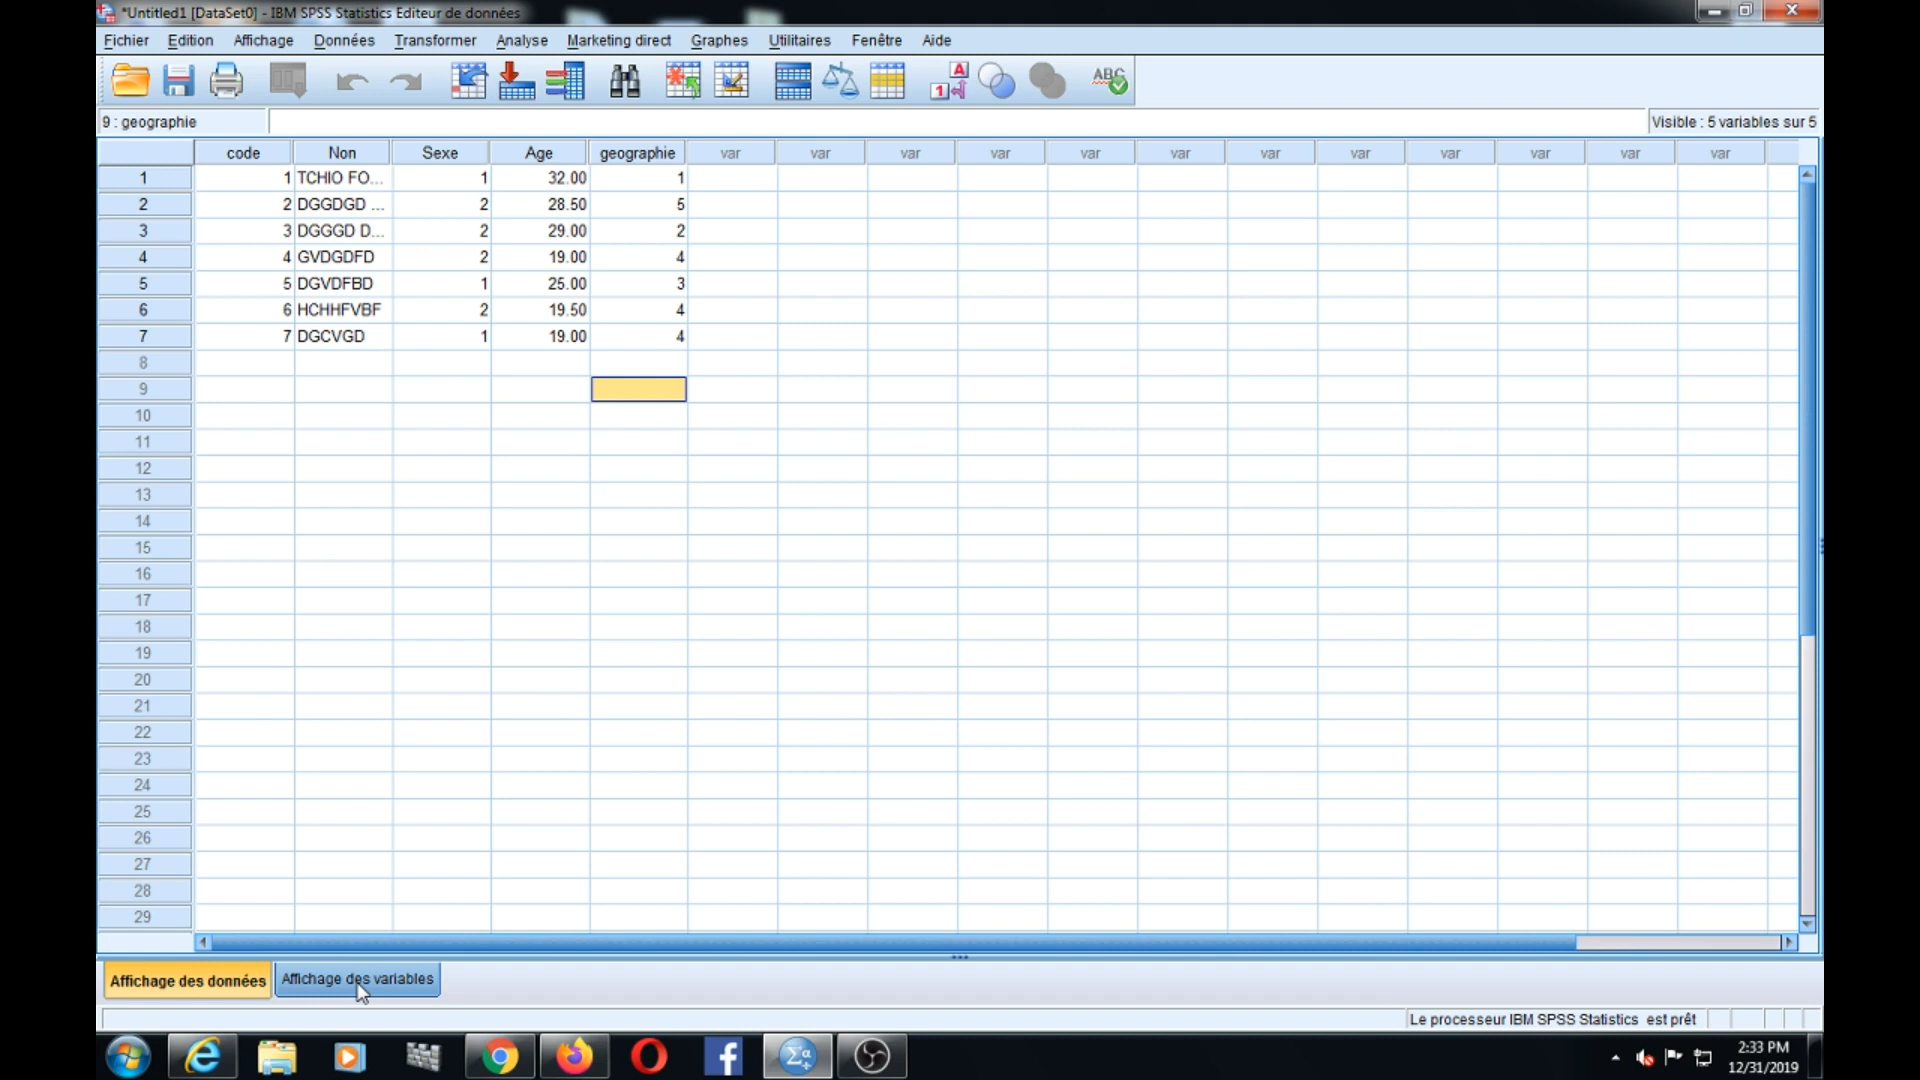 *Untitled1 [DataSet0] - IBM SPSS Statistics Editeur de données
Fichier Edition Affichage Données Transformer Analyse Marketing direct Graphes Utilitaires Fenêtre Aide
A
1
ABC
9 : geographie
Visible : 5 variables sur 5
code Non Sexe Age geographie var var var var var var var var var var var var
1 1 TCHIO FO... 1 32.00 1
2 2 DGGDGD ... 2 28.50 5
3 3 DGGGD D... 2 29.00 2
4 4 GVDGDFD 2 19.00 4
5 5 DGVDFBD 1 25.00 3
6 6 HCHHFVBF 2 19.50 4
7 7 DGCVGD 1 19.00 4
8
9
10
11
12
13
14
15
16
17
18
19
20
21
22
23
24
25
26
27
28
29
Affichage des données Affichage des variables
Le processeur IBM SPSS Statistics est prêt
2:33 PM
12/31/2019